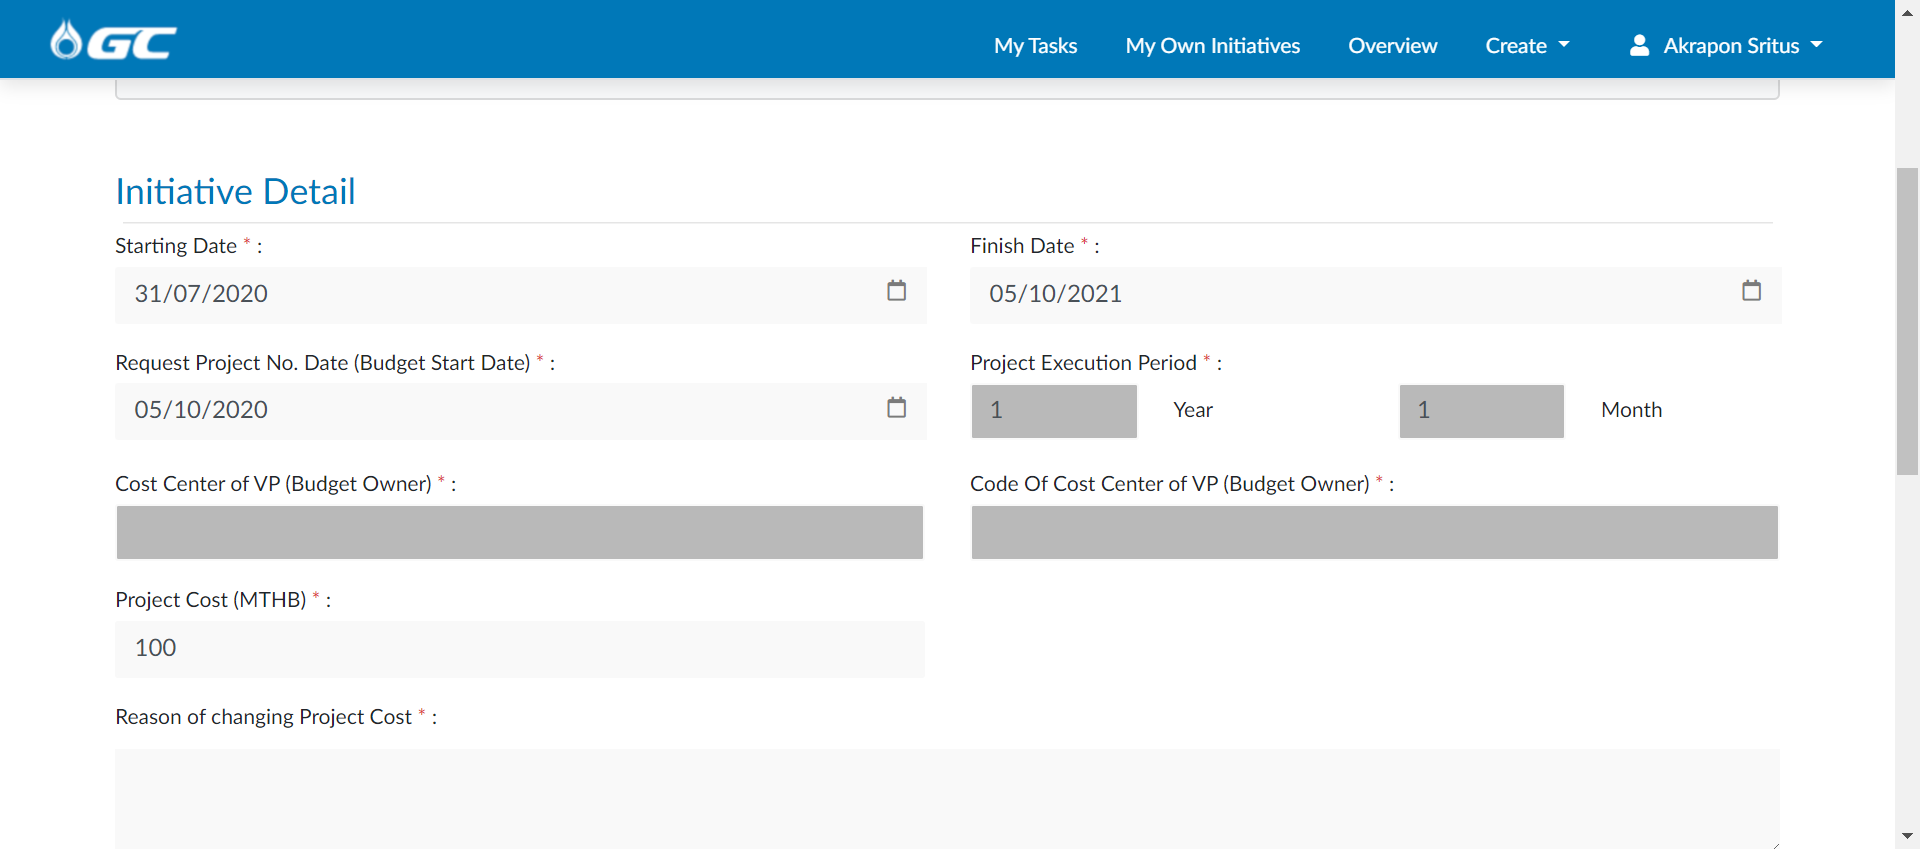 GC
My Tasks My Own Initiatives Overview Create Akrapon Sritus
Initiative Detail
Starting Date * : Finish Date * :
31/07/2020 05/10/2021
Request Project No. Date (Budget Start Date) * : Project Execution Period * :
05/10/2020 1 Year 1 Month
Cost Center of VP (Budget Owner) * : Code Of Cost Center of VP (Budget Owner) * :
Project Cost (MTHB) * :
100
Reason of changing Project Cost * :